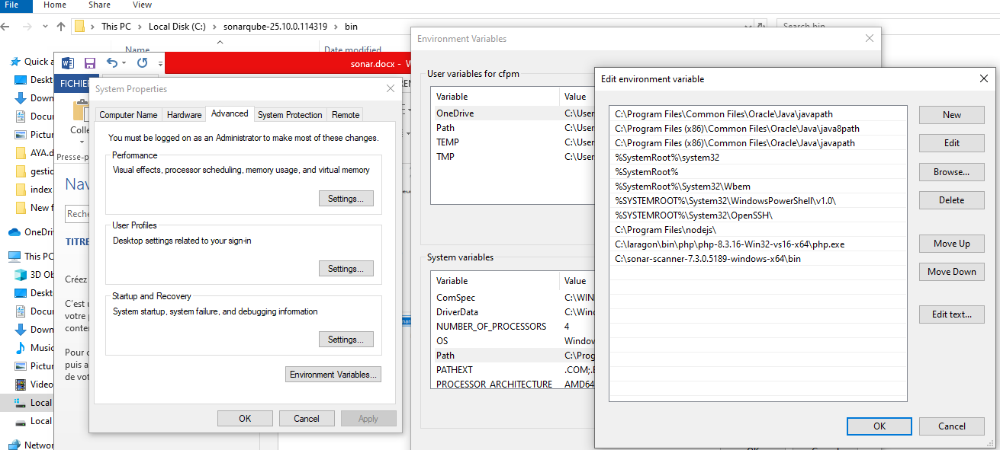 File Home Share View
This PC > Local Disk (C:) > sonarqube-25.10.0.114319 > bin
Search bin
Name
Date modified
Quick a
Deskt
Down
Docu
Pictur
AYA.d
gestic
index
New f
OneDri
This PC
3D Ob
Deskt
Docu
Down
Music
Pictur
Video
Local
Local
Networ
sonar.docx - W
FICHIE
Colle
Presse-p
Nav
Reche
TITRE
Créez
C'est u
votre p
conter
Pour c
puis a
de vot
System Properties
Computer Name Hardware Advanced System Protection Remote
You must be logged on as an Administrator to make most of these changes.
Performance
Visual effects, processor scheduling, memory usage, and virtual memory
Settings...
User Profiles
Desktop settings related to your sign-in
Settings...
Startup and Recovery
System startup, system failure, and debugging information
Settings...
Environment Variables...
OK Cancel Apply
Environment Variables
User variables for cfpm
Variable Value
OneDrive C:\User
Path C:\User
TEMP C:\User
TMP C:\User
System variables
Variable Value
ComSpec C:\WIN
DriverData C:\Winc
NUMBER_OF_PROCESSORS 4
OS Window
Path C:\Prog
PATHEXT .COM;.E
PROCESSOR_ARCHITECTURE AMD64
Edit environment variable
C:\Program Files\Common Files\Oracle\Java\javapath
C:\Program Files (x86)\Common Files\Oracle\Java\java8path
C:\Program Files (x86)\Common Files\Oracle\Java\javapath
%SystemRoot%\system32
%SystemRoot%
%SystemRoot%\System32\Wbem
%SYSTEMROOT%\System32\WindowsPowerShell\v1.0\
%SYSTEMROOT%\System32\OpenSSH\
C:\Program Files\nodejs\
C:\laragon\bin\php\php-8.3.16-Win32-vs16-x64\php.exe
C:\sonar-scanner-7.3.0.5189-windows-x64\bin
New
Edit
Browse...
Delete
Move Up
Move Down
Edit text...
OK Cancel